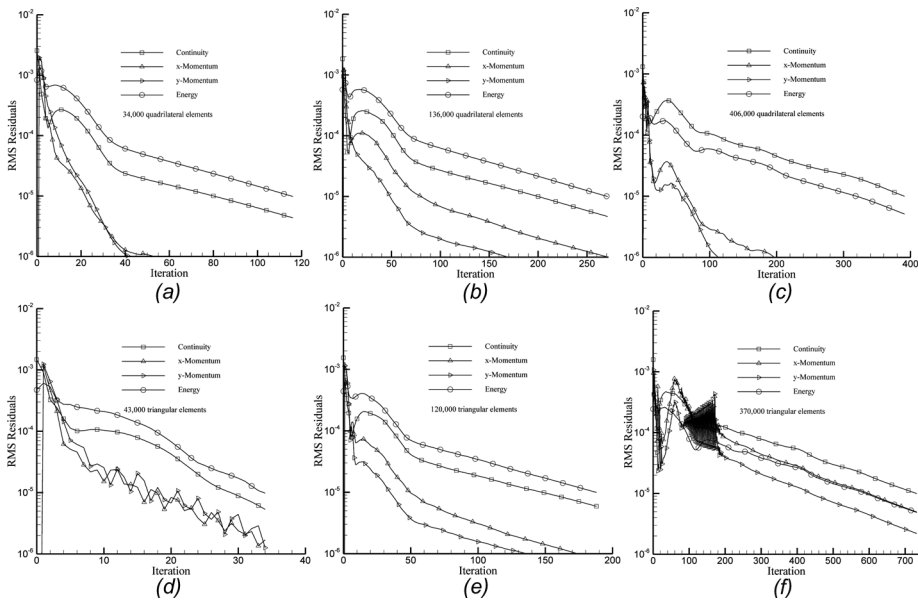 10^-2
10^-3
10^-4
10^-5
10^-6
RMS Residuals
Continuity
x-Momentum
y-Momentum
Energy
34,000 quadrilateral elements
0 20 40 60 80 100 120
Iteration
(a)
10^-2
10^-3
10^-4
10^-5
10^-6
RMS Residuals
Continuity
x-Momentum
y-Momentum
Energy
136,000 quadrilateral elements
0 50 100 150 200 250
Iteration
(b)
10^-2
10^-3
10^-4
10^-5
10^-6
RMS Residuals
Continuity
x-Momentum
y-Momentum
Energy
406,000 quadrilateral elements
0 100 200 300 400
Iteration
(c)
10^-2
10^-3
10^-4
10^-5
10^-6
RMS Residuals
Continuity
x-Momentum
y-Momentum
Energy
43,000 triangular elements
0 10 20 30 40
Iteration
(d)
10^-2
10^-3
10^-4
10^-5
10^-6
RMS Residuals
Continuity
x-Momentum
y-Momentum
Energy
120,000 triangular elements
0 50 100 150 200
Iteration
(e)
10^-2
10^-3
10^-4
10^-5
10^-6
RMS Residuals
Continuity
x-Momentum
y-Momentum
Energy
370,000 triangular elements
0 100 200 300 400 500 600 700
Iteration
(f)